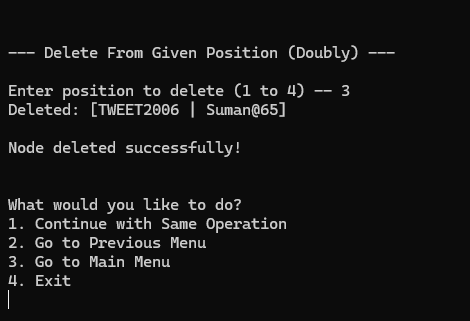 --- Delete From Given Position (Doubly) ---
Enter position to delete (1 to 4) -- 3
Deleted: [TWEET2006 | Suman@65]
Node deleted successfully!
What would you like to do?
1. Continue with Same Operation
2. Go to Previous Menu
3. Go to Main Menu
4. Exit